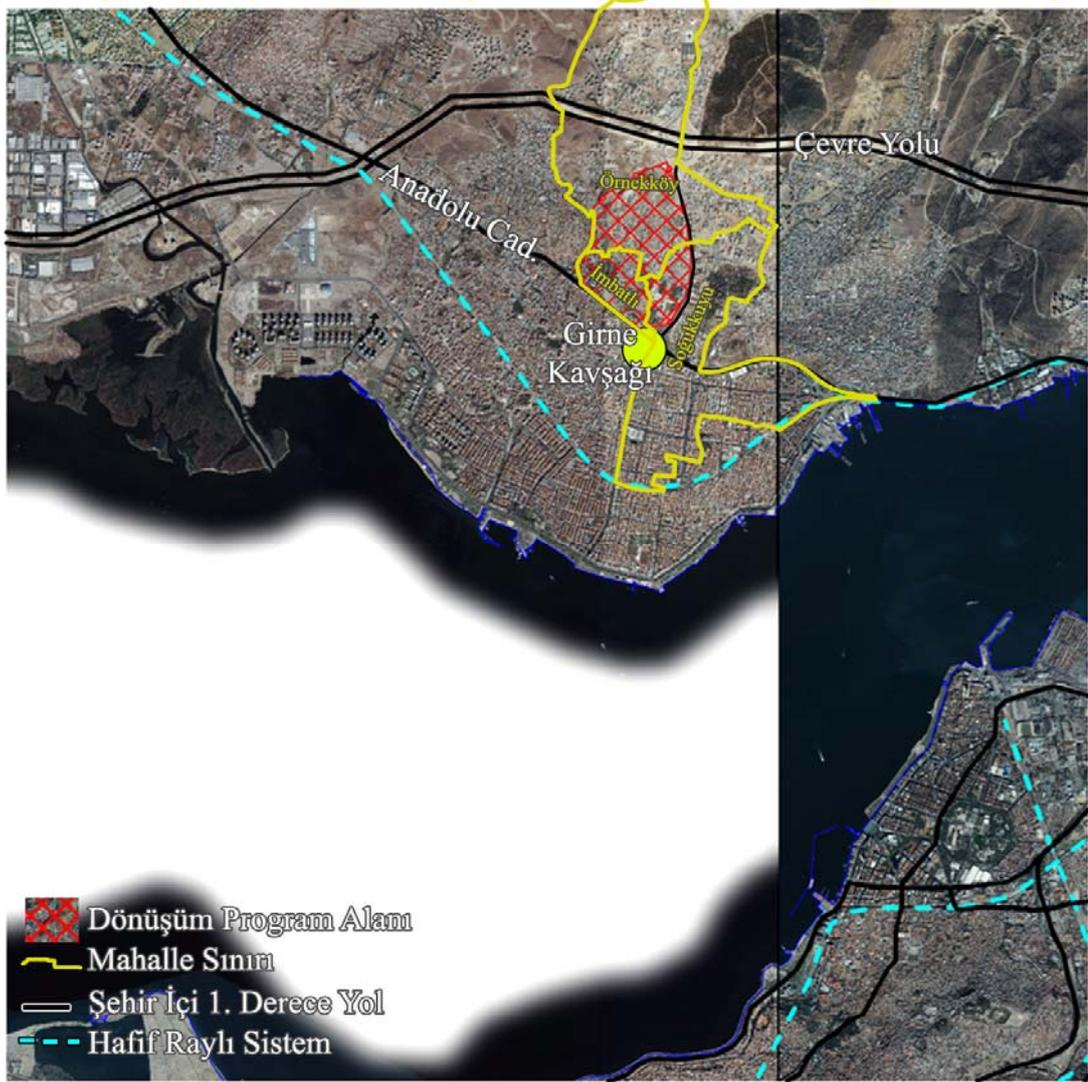 Çevre Yolu
Anadolu Cad.
Örnekköy
İmbatlı
Soğukkuyu
Girne
Kavşağı
Dönüşüm Program Alanı
Mahalle Sınırı
Şehir İçi 1. Derece Yol
Hafif Raylı Sistem